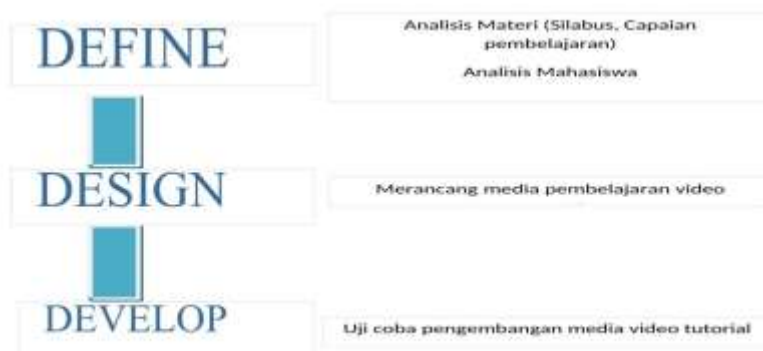 DEFINE
Analisis Materi (Silabus, Capaian
pembelajaran)
Analisis Mahasiswa
DESIGN
Merancang media pembelajaran video
DEVELOP
Uji coba pengembangan media video tutorial